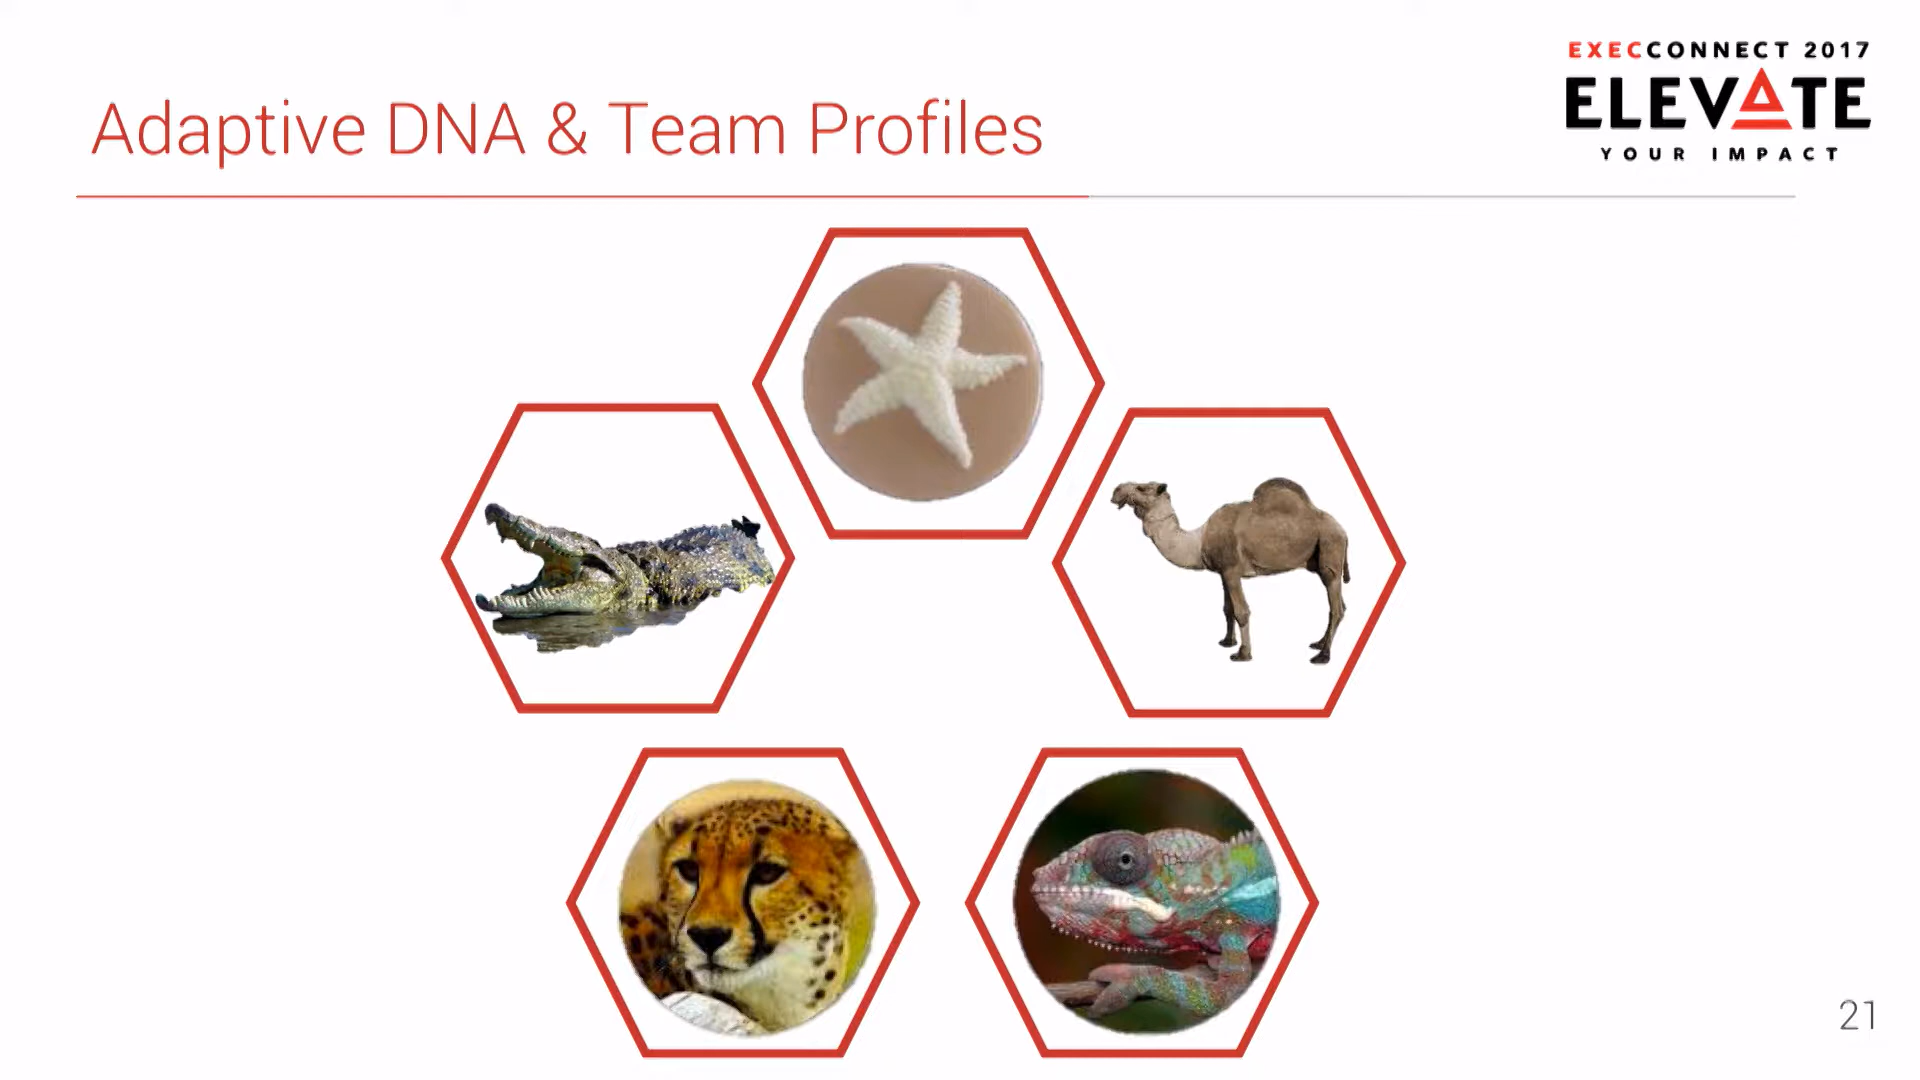 EXECCONNECT 2017
ELEVATE
YOUR IMPACT
Adaptive DNA & Team Profiles
21